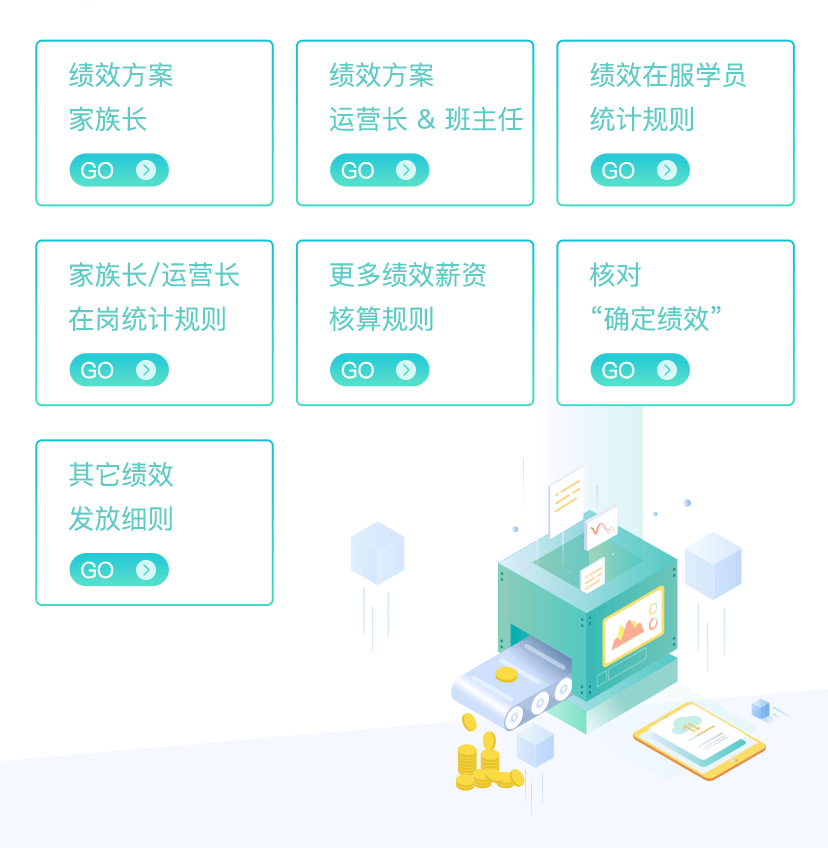 绩效方案
家族长
GO
绩效方案
运营长 & 班主任
GO
绩效在服学员
统计规则
GO
家族长/运营长
在岗统计规则
GO
更多绩效薪资
核算规则
GO
核对
“确定绩效”
GO
其它绩效
发放细则
GO